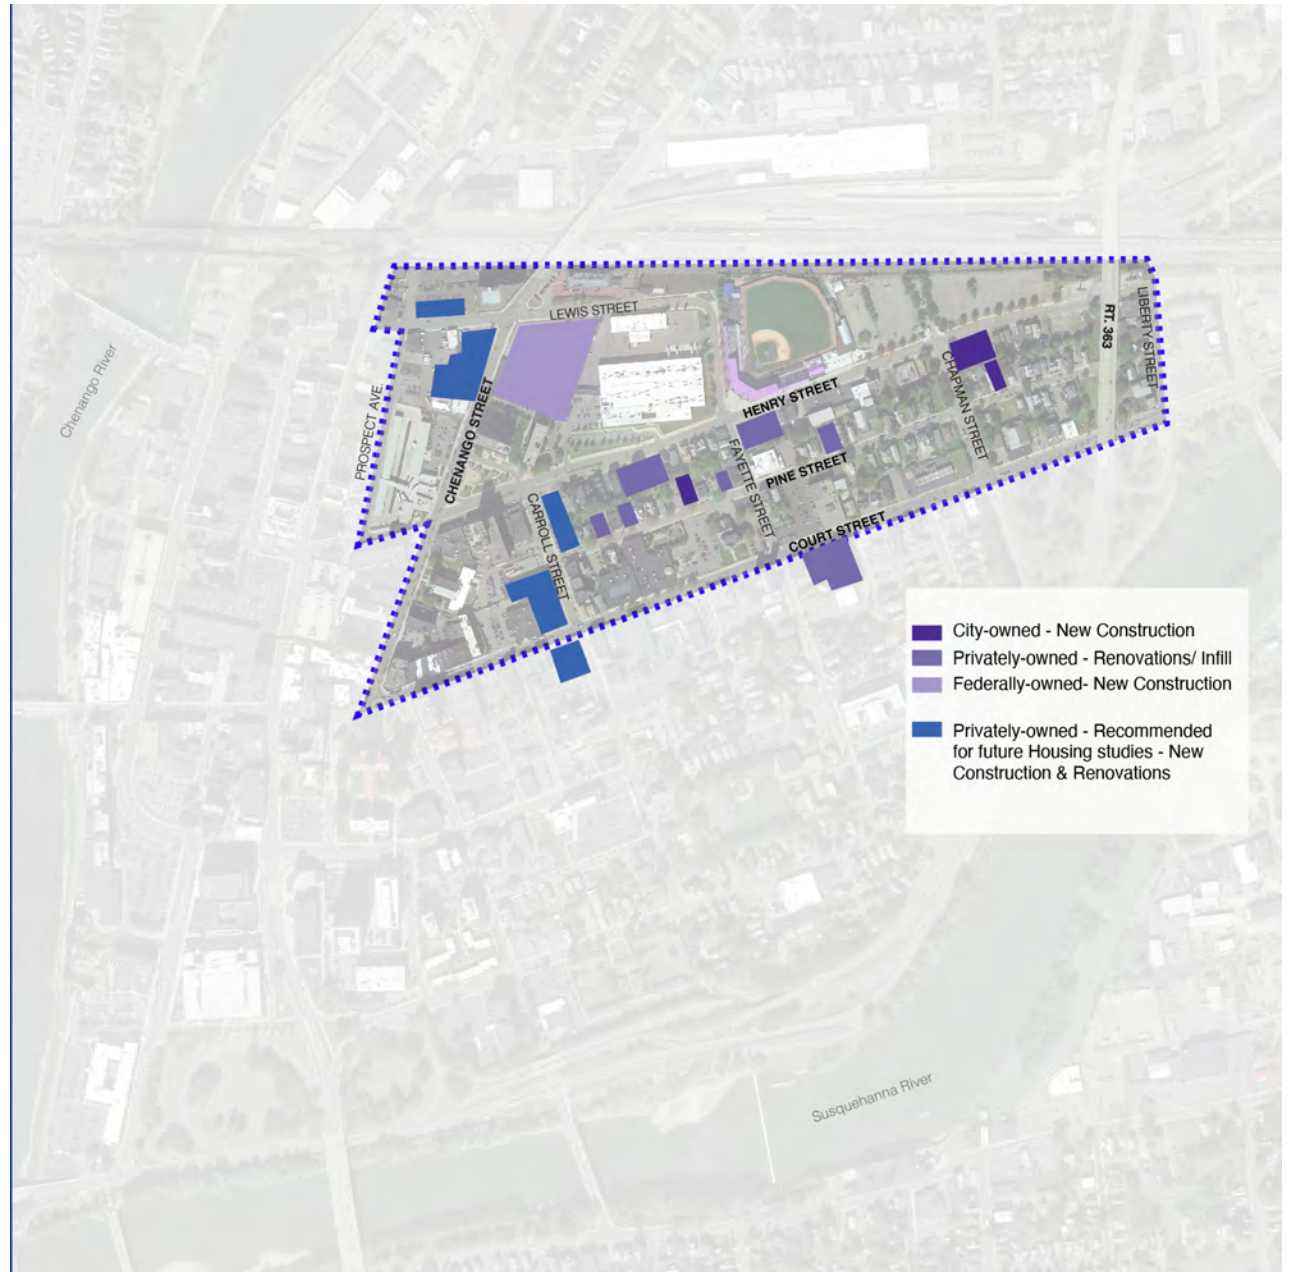 LEWIS STREET
LIBERTY STREET
RT. 363
Chenango River
CHAPMAN STREET
PROSPECT AVE.
CHENANGO STREET
HENRY STREET
FAYETTE STREET
PINE STREET
CARROLL STREET
COURT STREET
City-owned - New Construction
Privately-owned - Renovations/ Infill
Federally-owned- New Construction
Privately-owned - Recommended
for future Housing studies - New
Construction & Renovations
Susquehanna River